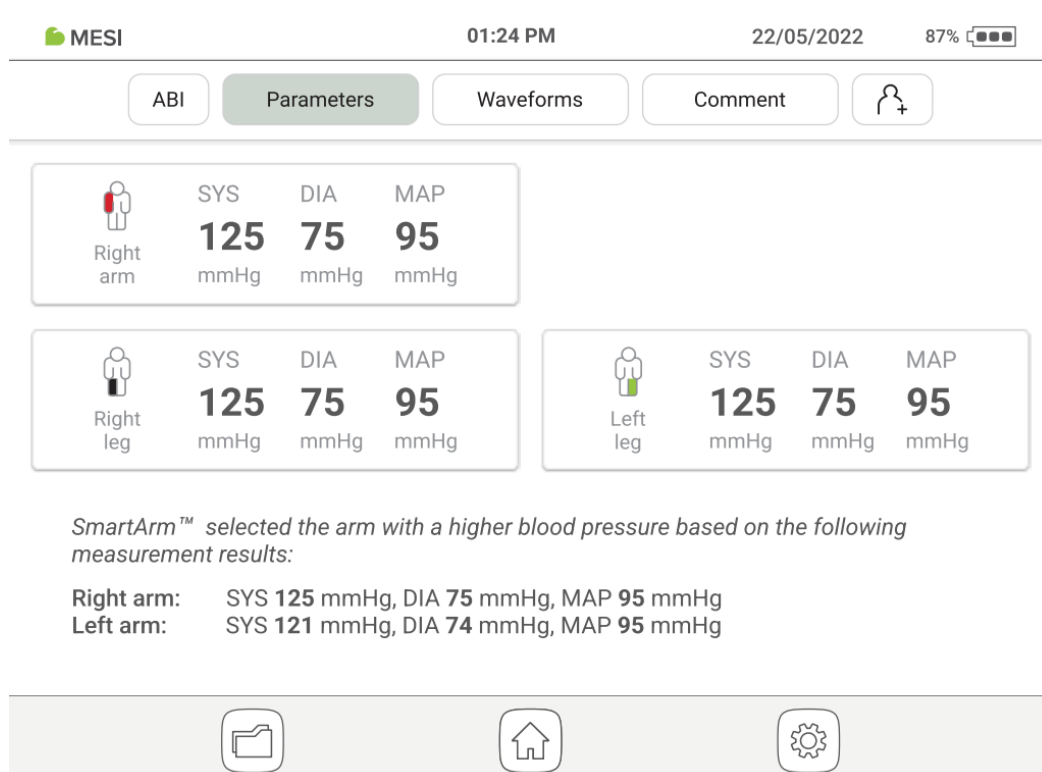 MESI 01:24 PM 22/05/2022 87%
ABI Parameters Waveforms Comment
SYS DIA MAP
125 75 95
Right arm
mmHg mmHg mmHg
SYS DIA MAP
125 75 95
Right leg
mmHg mmHg mmHg
SYS DIA MAP
125 75 95
Left leg
mmHg mmHg mmHg
SmartArm™ selected the arm with a higher blood pressure based on the following
measurement results:
Right arm: SYS 125 mmHg, DIA 75 mmHg, MAP 95 mmHg
Left arm: SYS 121 mmHg, DIA 74 mmHg, MAP 95 mmHg